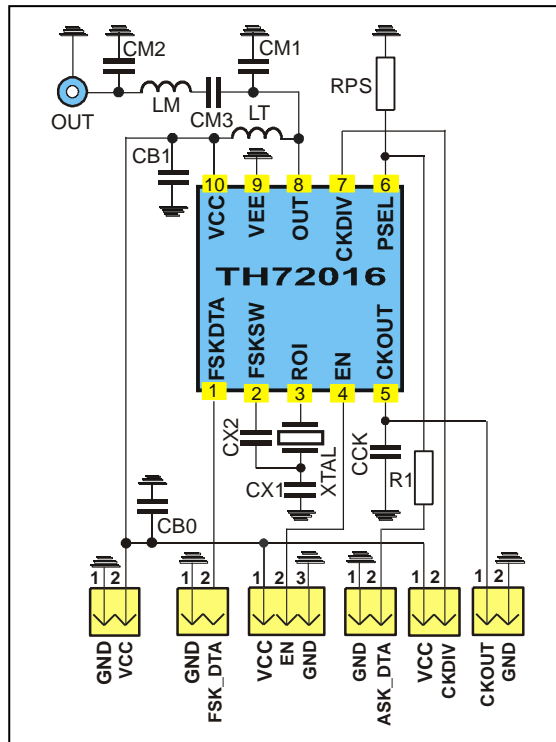 CM2
CM1
RPS
OUT
LM
CM3
LT
CB1
10 9 8 7 6
VCC VEE OUT CKDIV PSEL
TH72016
FSKDTA FSKSW ROI EN CKOUT
1 2 3 4 5
CX2
XTAL
CCK
CX1
R1
CB0
1 2 1 2 1 2 3 1 2 1 2 1 2
GND VCC GND FSK_DTA VCC EN GND GND ASK_DTA VCC CKDIV CKOUT GND